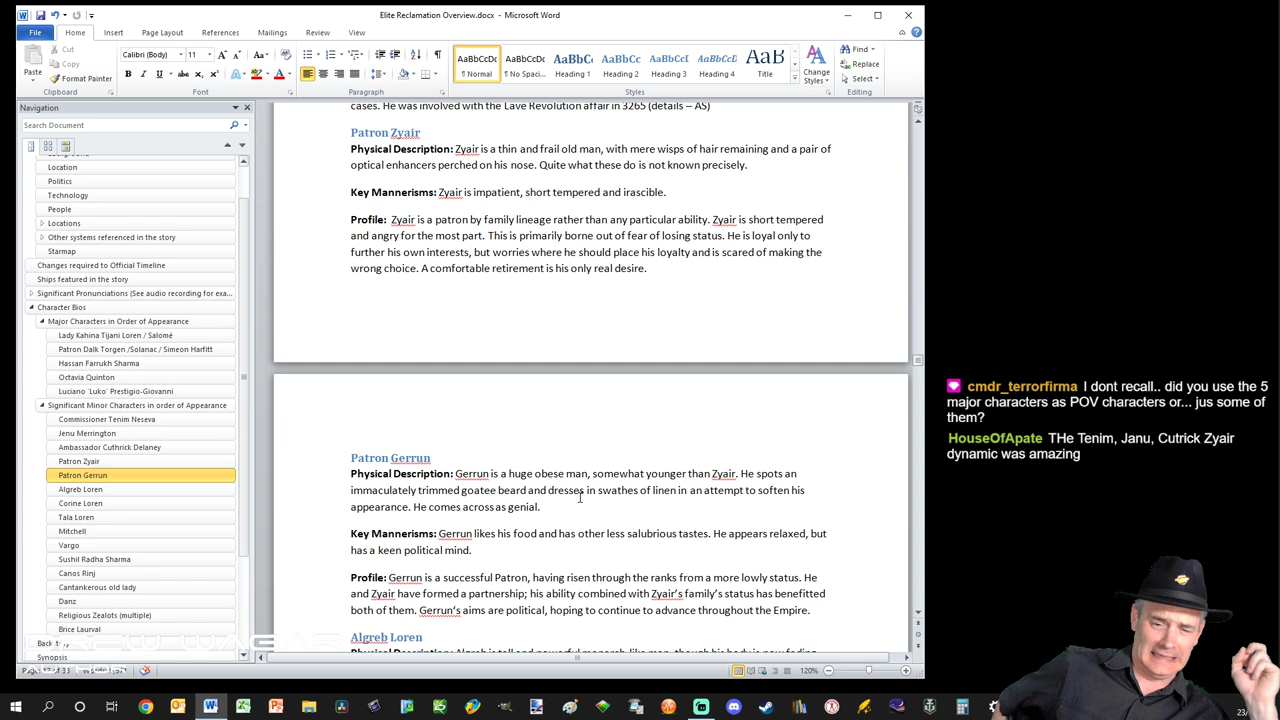 Elite Reclamation Overview.docx - Microsoft Word
File Home Insert Page Layout References Mailings Review View
Cut
Copy
Format Painter
Paste
Clipboard
Calibri (Body) 11
Font
Paragraph
AaBbCcDc AaBbCcDc AaBbCc AaBbCc AaBbCcI AaBbCcI AaB
¶ Normal ¶ No Spaci... Heading 1 Heading 2 Heading 3 Heading 4 Title
Change Styles
Styles
Find
Replace
Select
Editing
Navigation
Search Document
Location
Politics
Technology
People
Locations
Other systems referenced in the story
Starmap
Changes required to Official Timeline
Ships featured in the story
Significant Pronunciations (See audio recording for exa...
Character Bios
Major Characters in Order of Appearance
Lady Kahina Tijani Loren / Salomé
Patron Dalk Torgen /Solanac / Simeon Harfitt
Hassan Farrukh Sharma
Octavia Quinton
Luciano 'Luko' Prestigio-Giovanni
Significant Minor Characters in order of Appearance
Commissioner Tenim Neseva
Jenu Merrington
Ambassador Cuthrick Delaney
Patron Zyair
Patron Gerrun
Algreb Loren
Corine Loren
Tala Loren
Mitchell
Vargo
Sushil Radha Sharma
Canos Rinj
Cantankerous old lady
Danz
Religious Zealots (multiple)
Brice Laurval
Synopsis
cases. He was involved with the Lave Revolution affair in 3265 (details – AS)
Patron Zyair
Physical Description: Zyair is a thin and frail old man, with mere wisps of hair remaining and a pair of
optical enhancers perched on his nose. Quite what these do is not known precisely.
Key Mannerisms: Zyair is impatient, short tempered and irascible.
Profile: Zyair is a patron by family lineage rather than any particular ability. Zyair is short tempered
and angry for the most part. This is primarily borne out of fear of losing status. He is loyal only to
further his own interests, but worries where he should place his loyalty and is scared of making the
wrong choice. A comfortable retirement is his only real desire.
Patron Gerrun
Physical Description: Gerrun is a huge obese man, somewhat younger than Zyair. He spots an
immaculately trimmed goatee beard and dresses in swathes of linen in an attempt to soften his
appearance. He comes across as genial.
Key Mannerisms: Gerrun likes his food and has other less salubrious tastes. He appears relaxed, but
has a keen political mind.
Profile: Gerrun is a successful Patron, having risen through the ranks from a more lowly status. He
and Zyair have formed a partnership; his ability combined with Zyair's family's status has benefitted
both of them. Gerrun's aims are political, hoping to continue to advance throughout the Empire.
Algreb Loren
120%
cmdr_terrorfirma I dont recall.. did you use the 5
major characters as POV characters or... jus some of
them?
HouseOfApate THe Tenim, Janu, Cutrick Zyair
dynamic was amazing
DREW WAGAR
23/